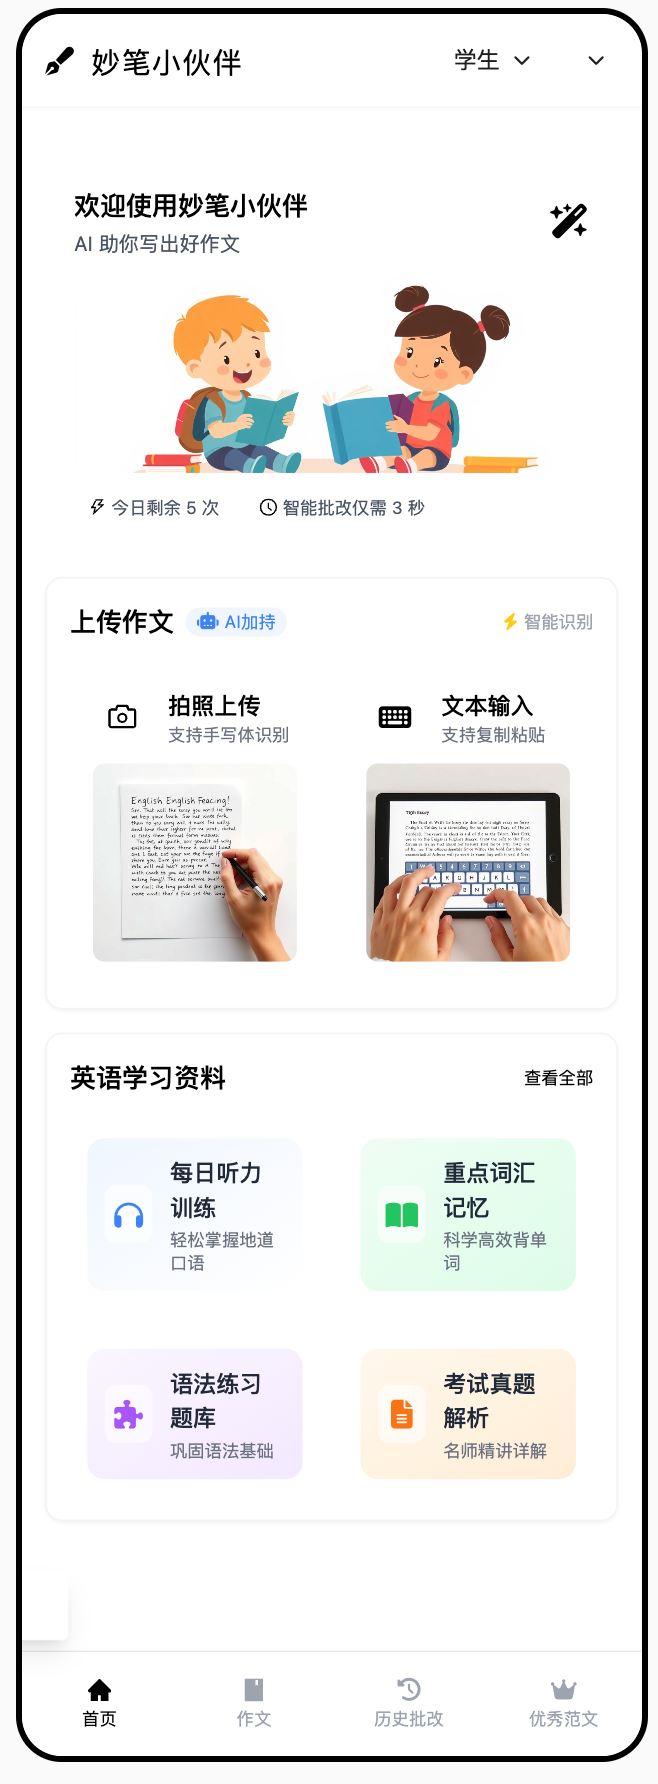 妙笔小伙伴
学生
欢迎使用妙笔小伙伴
AI 助你写出好作文
今日剩余 5 次
智能批改仅需 3 秒
上传作文
AI加持
智能识别
拍照上传
支持手写体识别
文本输入
支持复制粘贴
English English Feacing!
英语学习资料
查看全部
每日听力
训练
轻松掌握地道
口语
重点词汇
记忆
科学高效背单
词
语法练习
题库
巩固语法基础
考试真题
解析
名师精讲详解
首页
作文
历史批改
优秀范文